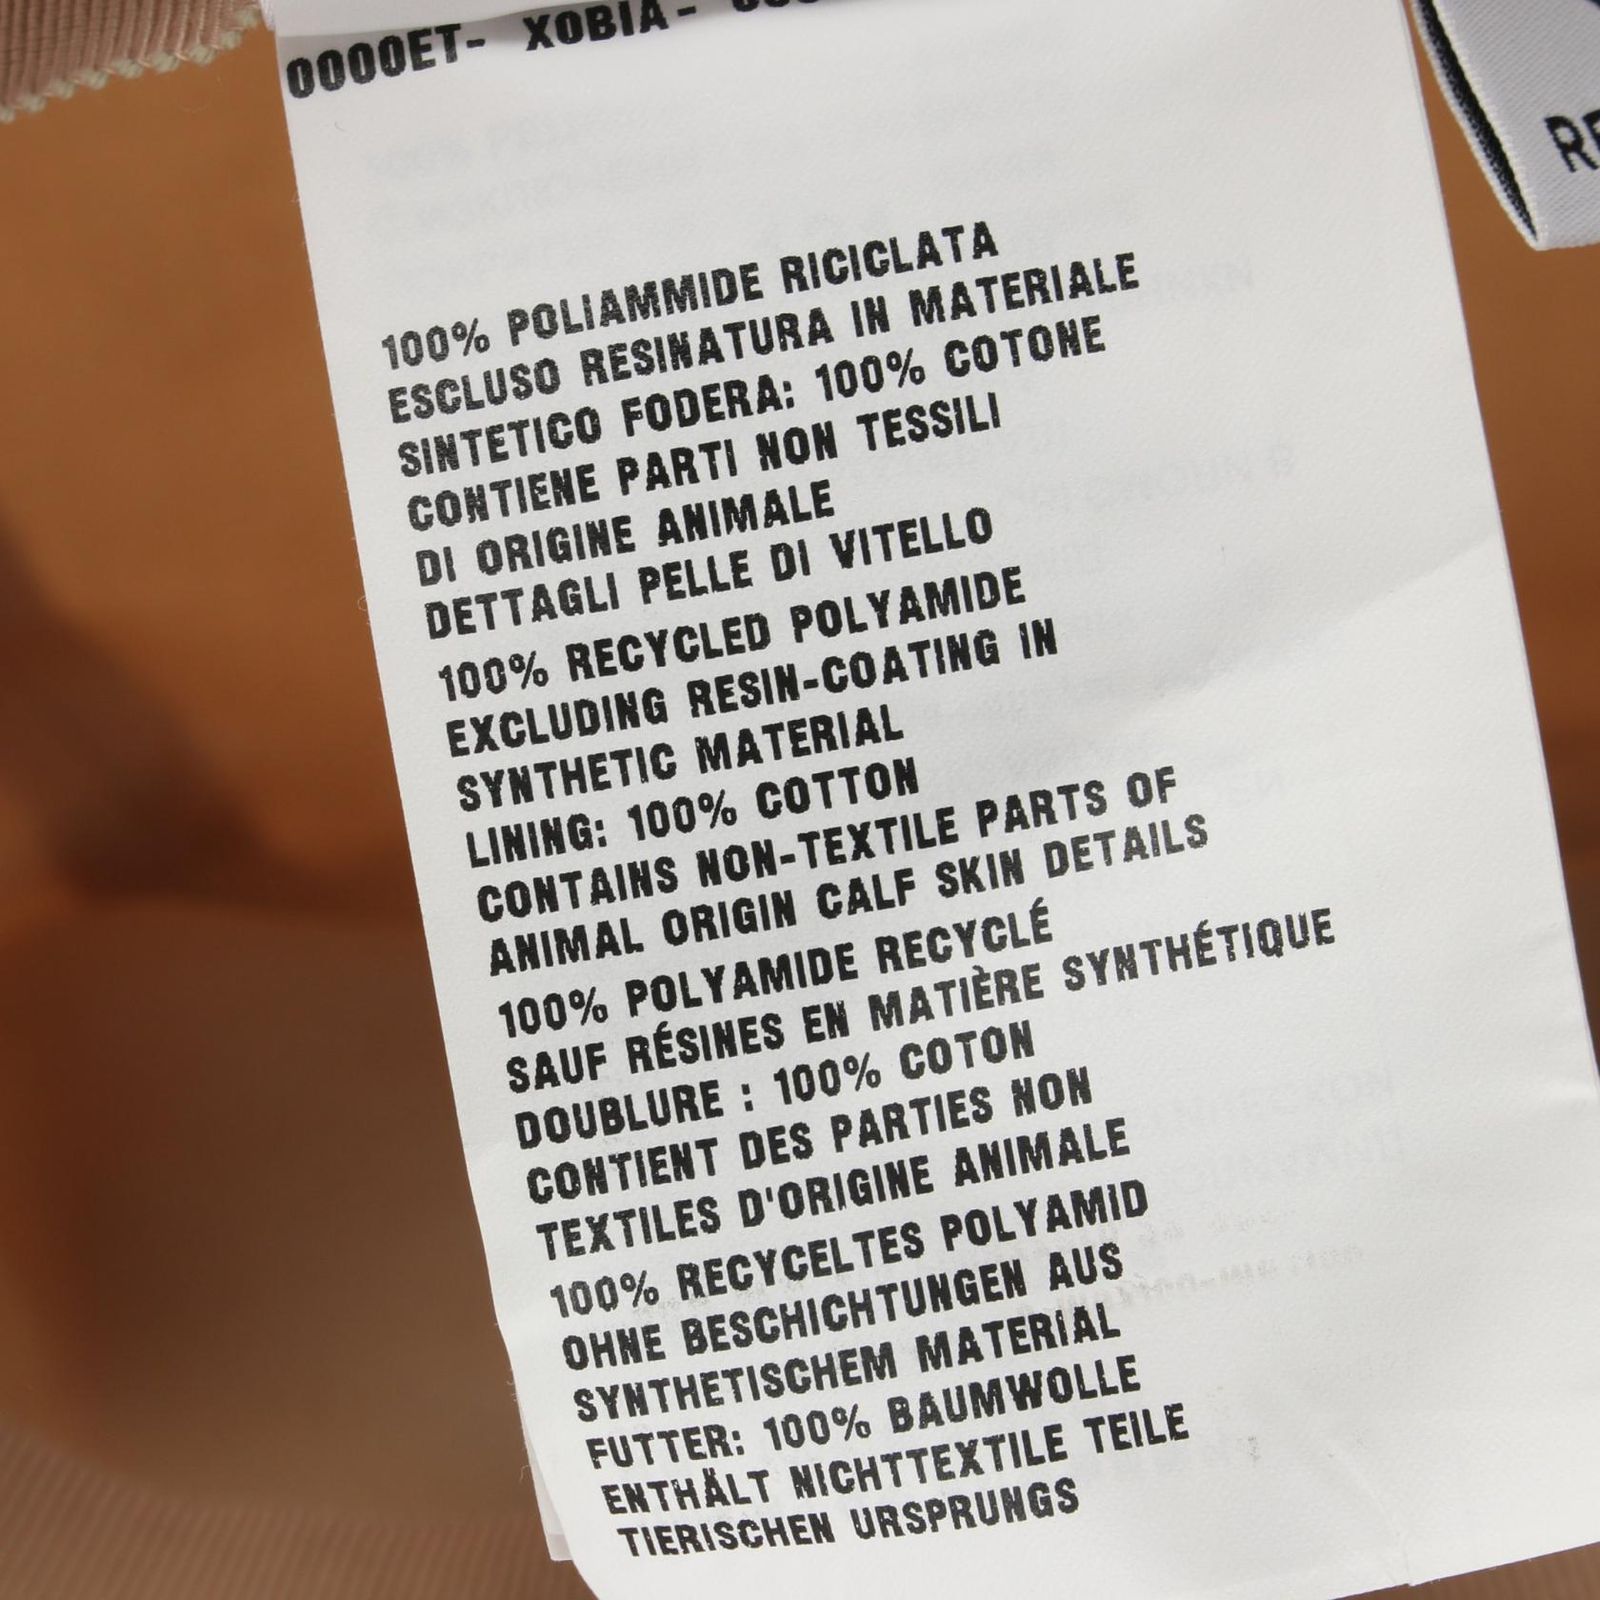 0000ET- XOBIA-
100% POLIAMMIDE RICICLATA
ESCLUSO RESINATURA IN MATERIALE
SINTETICO FODERA: 100% COTONE
CONTIENE PARTI NON TESSILI
DI ORIGINE ANIMALE
DETTAGLI PELLE DI VITELLO
100% RECYCLED POLYAMIDE
EXCLUDING RESIN-COATING IN
SYNTHETIC MATERIAL
LINING: 100% COTTON
CONTAINS NON-TEXTILE PARTS OF
ANIMAL ORIGIN CALF SKIN DETAILS
100% POLYAMIDE RECYCLÉ
SAUF RÉSINES EN MATIÈRE SYNTHÉTIQUE
DOUBLURE : 100% COTON
CONTIENT DES PARTIES NON
TEXTILES D'ORIGINE ANIMALE
100% RECYCELTES POLYAMID
OHNE BESCHICHTUNGEN AUS
SYNTHETISCHEM MATERIAL
FUTTER: 100% BAUMWOLLE
ENTHÄLT NICHTTEXTILE TEILE
TIERISCHEN URSPRUNGS